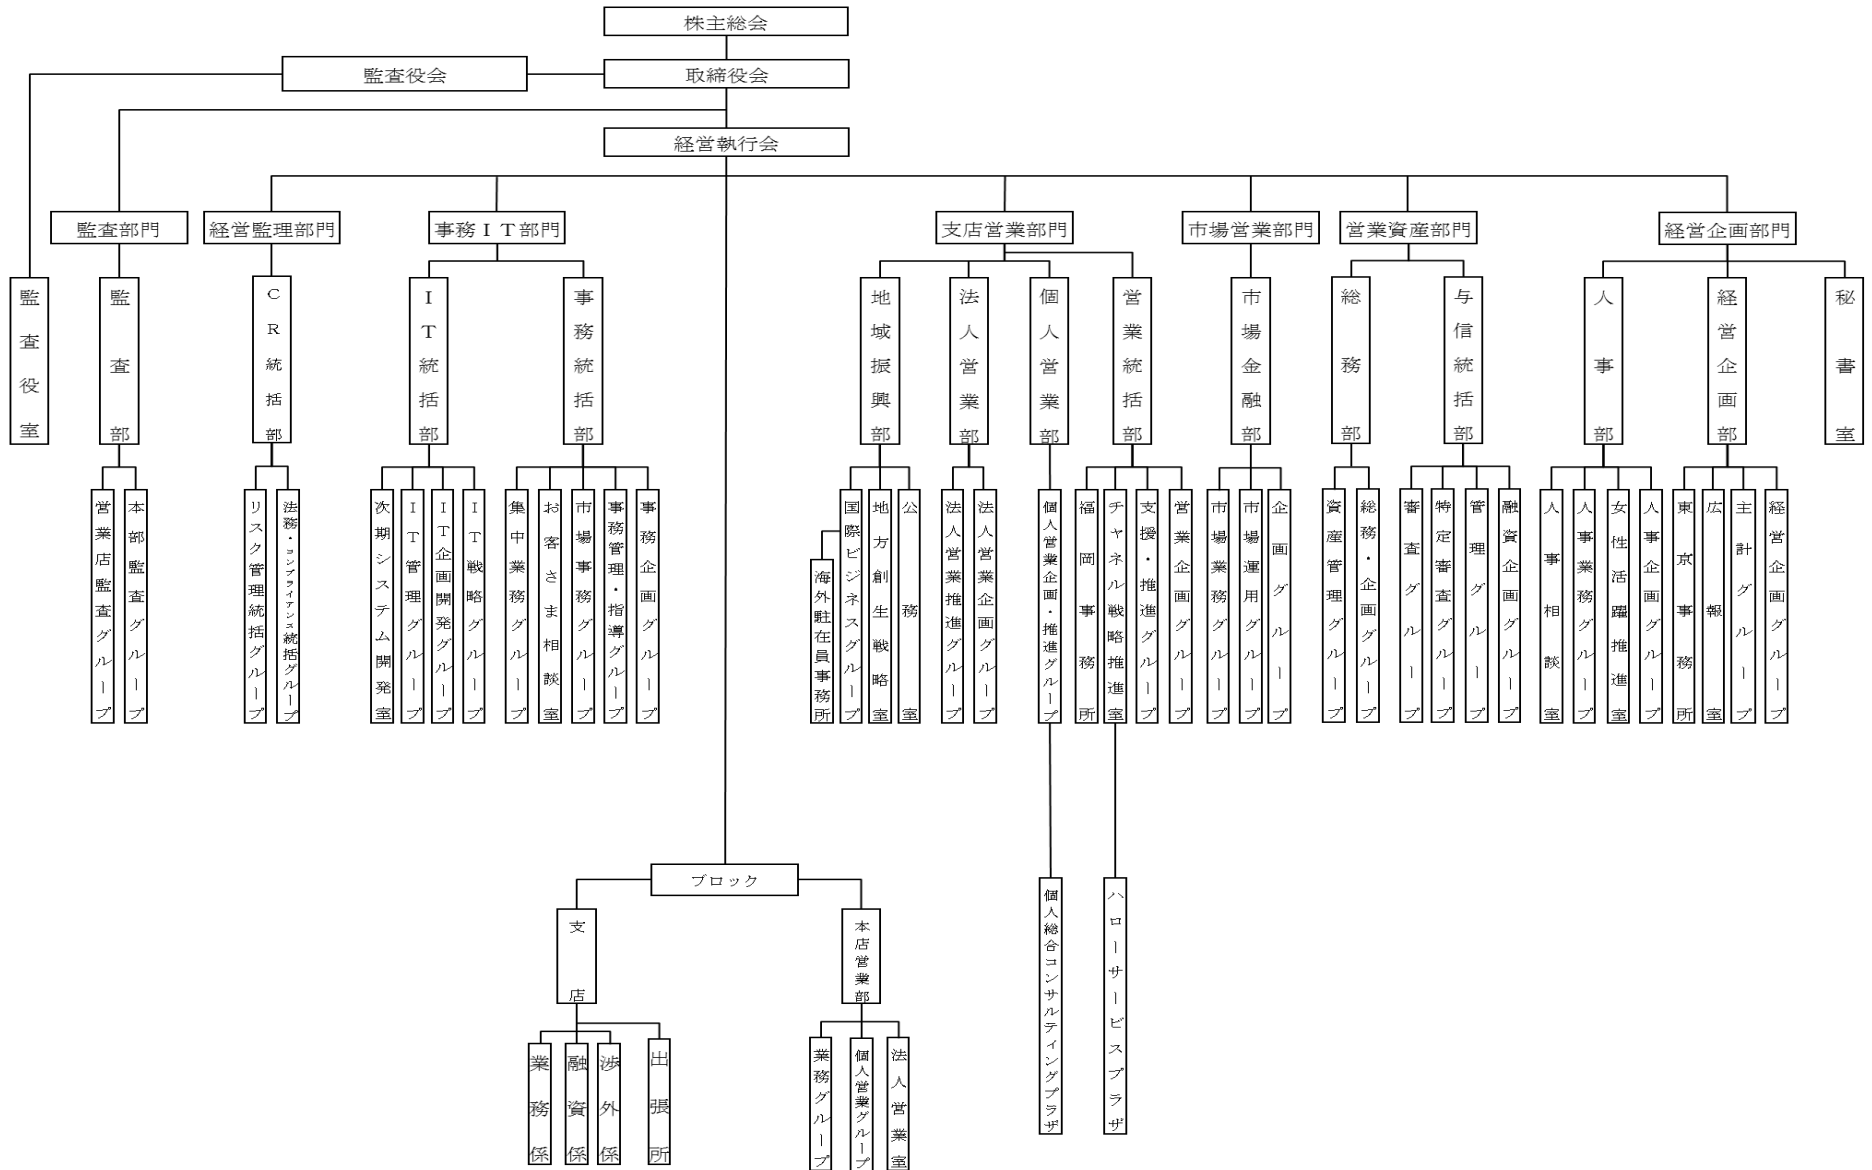 株主総会
監査役会
取締役会
経営執行会
監査部門
経営監理部門
事務ＩＴ部門
支店営業部門
市場営業部門
営業資産部門
経営企画部門
監査役室
監査部
ＣＲ統括部
ＩＴ統括部
事務統括部
地域振興部
法人営業部
個人営業部
営業統括部
市場金融部
総務部
与信統括部
人事部
経営企画部
秘書室
営業店監査グループ
本部監査グループ
リスク管理統括グループ
法務・コンプライアンス統括グループ
次期システム開発室
ＩＴ管理グループ
ＩＴ企画開発グループ
ＩＴ戦略グループ
集中業務グループ
お客さま相談室
市場事務グループ
事務管理・指導グループ
事務企画グループ
海外駐在員事務所
国際ビジネスグループ
地方創生戦略室
公務室
法人営業推進グループ
法人営業企画グループ
個人営業企画・推進グループ
福岡事務所
チャネル戦略推進室
支援・推進グループ
営業企画グループ
市場業務グループ
市場運用グループ
企画グループ
資産管理グループ
総務・企画グループ
審査グループ
特定審査グループ
管理グループ
融資企画グループ
人事相談室
人事業務グループ
女性活躍推進室
人事企画グループ
東京事務所
広報室
主計グループ
経営企画グループ
ブロック
支店
本店営業部
個人総合コンサルティングプラザ
ハローサービスプラザ
業務係
融資係
渉外係
出張所
業務グループ
個人営業グループ
法人営業室